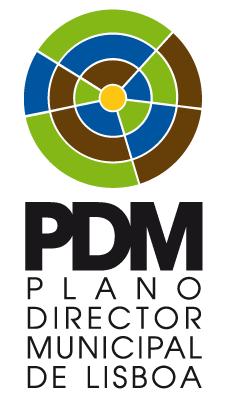 PDM
PLANO
DIRECTOR
MUNICIPAL
DE LISBOA